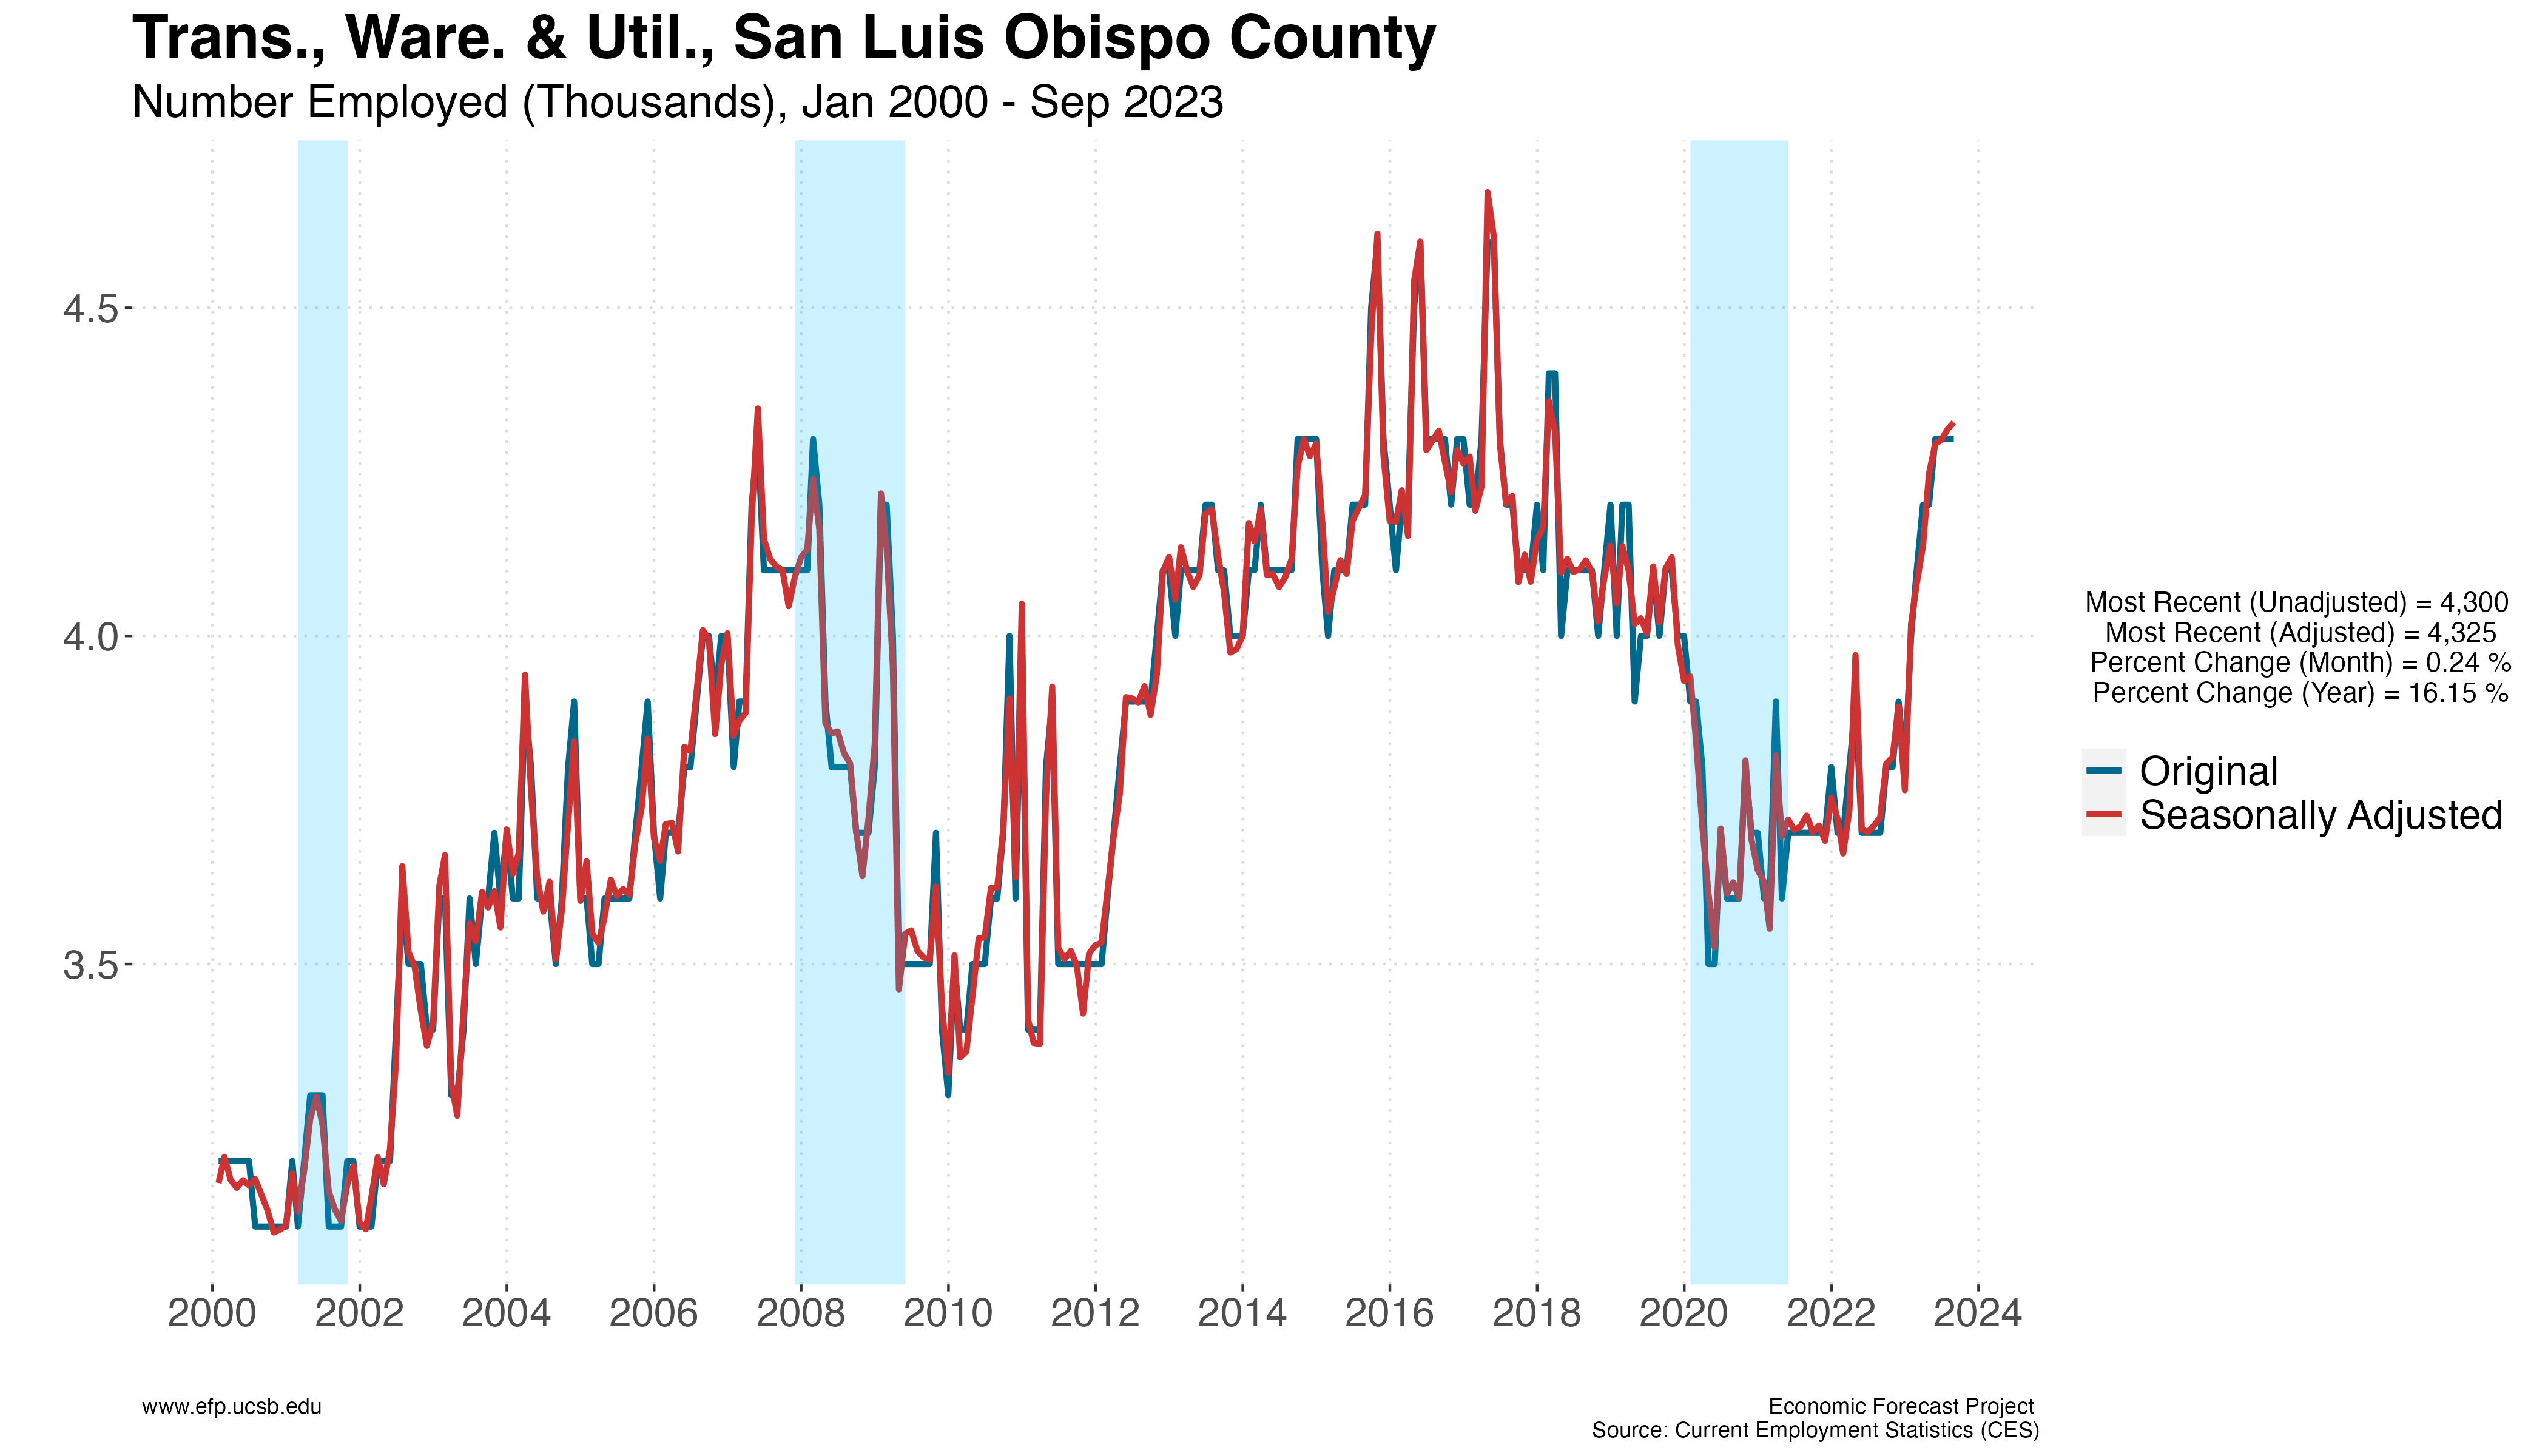 Trans., Ware. & Util., San Luis Obispo County
Number Employed (Thousands), Jan 2000 - Sep 2023
4.5
4.0
3.5
2000 2002 2004 2006 2008 2010 2012 2014 2016 2018 2020 2022 2024
Most Recent (Unadjusted) = 4,300
Most Recent (Adjusted) = 4,325
Percent Change (Month) = 0.24 %
Percent Change (Year) = 16.15 %
Original
Seasonally Adjusted
www.efp.ucsb.edu
Economic Forecast Project
Source: Current Employment Statistics (CES)